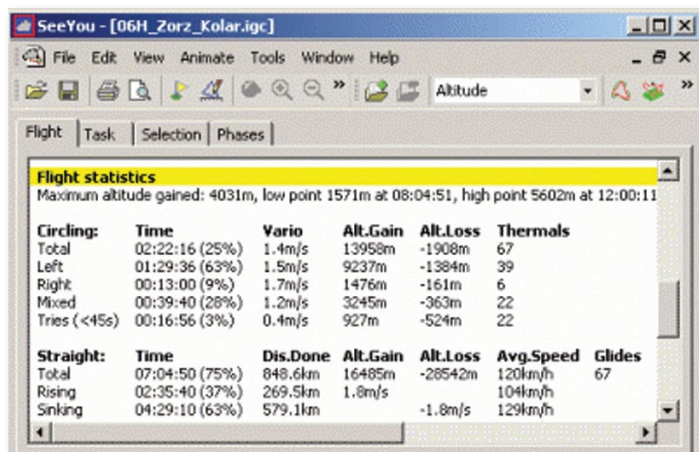 SeeYou - [06H_Zorz_Kolar.igc]
File Edit View Animate Tools Window Help
Altitude
Flight Task Selection Phases
Flight statistics
Maximum altitude gained: 4031m, low point 1571m at 08:04:51, high point 5602m at 12:00:11
Circling: Time Vario Alt.Gain Alt.Loss Thermals
Total 02:22:16 (25%) 1.4m/s 13958m -1908m 67
Left 01:29:36 (63%) 1.5m/s 9237m -1384m 39
Right 00:13:00 (9%) 1.7m/s 1476m -161m 6
Mixed 00:39:40 (28%) 1.2m/s 3245m -363m 22
Tries (<45s) 00:16:56 (3%) 0.4m/s 927m -524m 22
Straight: Time Dis.Done Alt.Gain Alt.Loss Avg.Speed Glides
Total 07:04:50 (75%) 848.6km 16485m -28542m 120km/h 67
Rising 02:35:40 (37%) 269.5km 1.8m/s 104km/h
Sinking 04:29:10 (63%) 579.1km -1.8m/s 129km/h